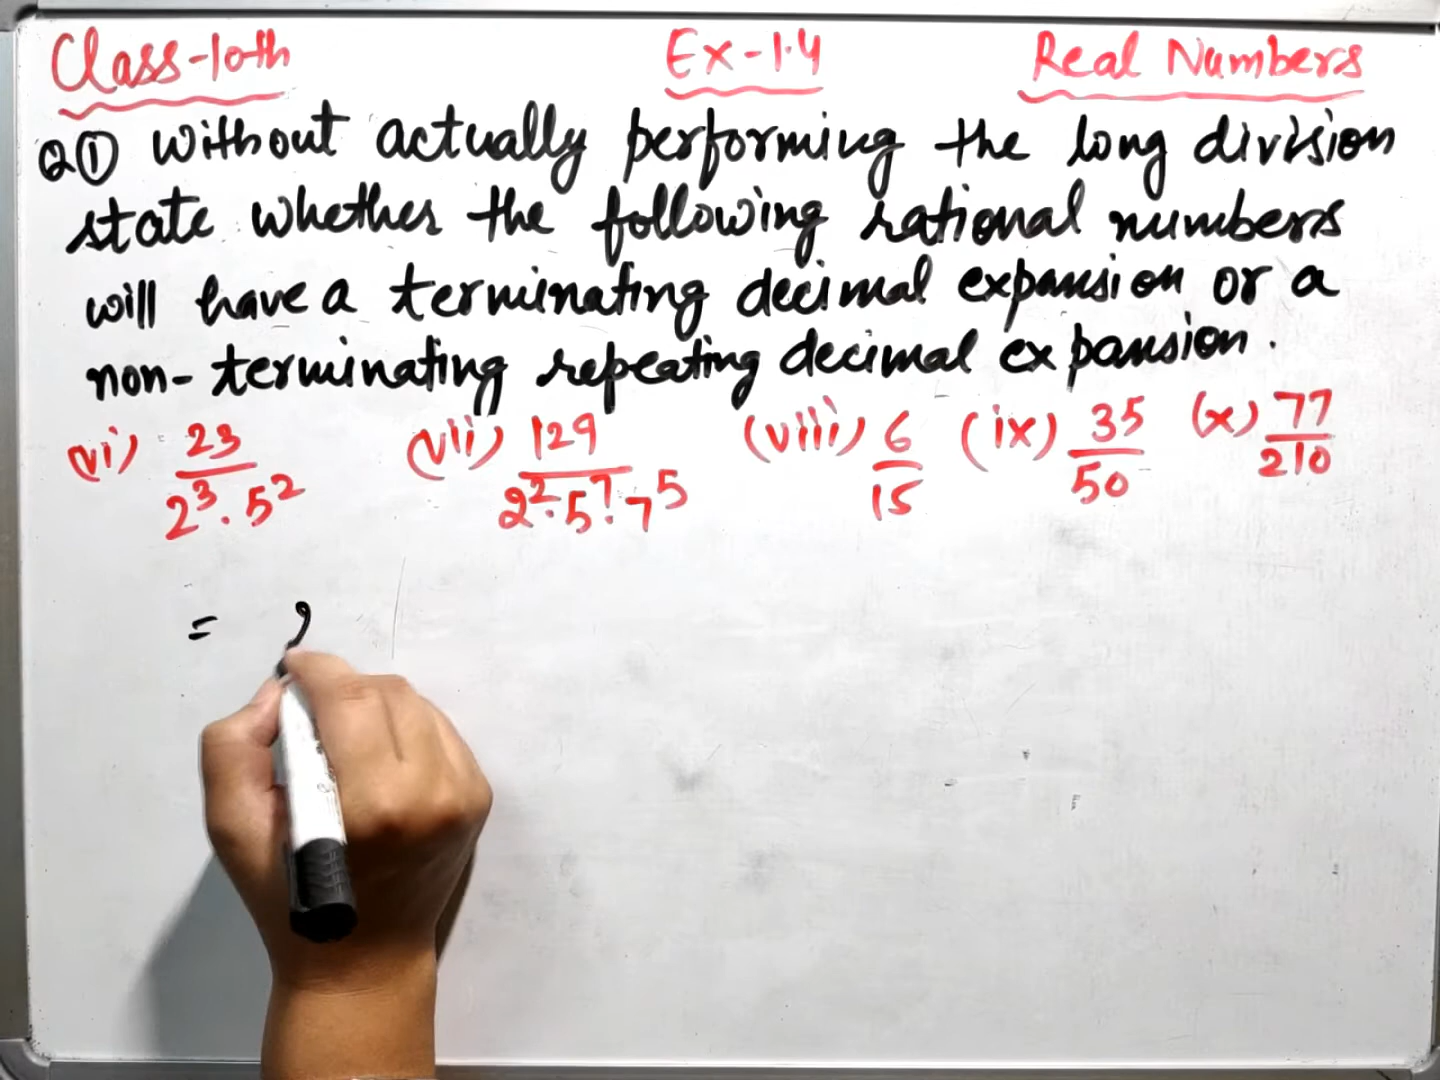 Class-10th Ex-1.4 Real Numbers
Q① Without actually performing the long division
state whether the following rational numbers
will have a terminating decimal expansion or a
non-terminating repeating decimal expansion.
(vi) 23/2³.5² (vii) 129/2².5⁷.7⁵ (viii) 6/15 (ix) 35/50 (x) 77/210
=